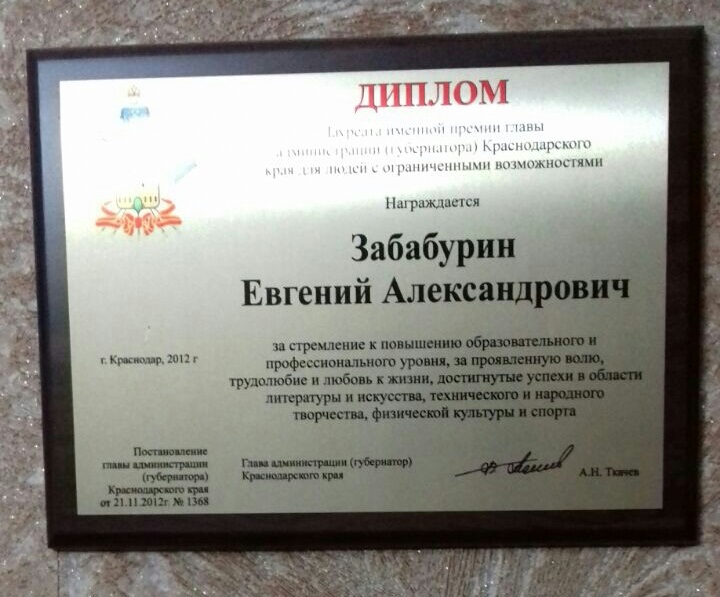 ДИПЛОМ
Лауреата именной премии главы
администрации (губернатора) Краснодарского
края для людей с ограниченными возможностями
Награждается
Забабурин
Евгений Александрович
за стремление к повышению образовательного и
профессионального уровня, за проявленную волю,
трудолюбие и любовь к жизни, достигнутые успехи в области
литературы и искусства, технического и народного
творчества, физической культуры и спорта
г. Краснодар, 2012 г
Постановление
главы администрации
(губернатора)
Краснодарского края
от 21.11.2012г. № 1368
Глава администрации (губернатор)
Краснодарского края
А.Н. Ткачев